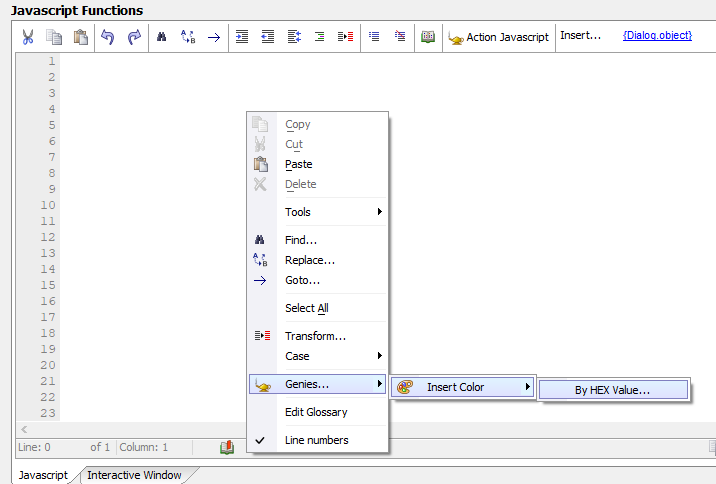 Javascript Functions
Action Javascript Insert... {Dialog.object}
1
2
3
4
5
6
7
8
9
10
11
12
13
14
15
16
17
18
19
20
21
22
23
Copy
Cut
Paste
Delete
Tools
Find...
Replace...
Goto...
Select All
Transform...
Case
Genies...
Insert Color
By HEX Value...
Edit Glossary
Line numbers
Line: 0 of 1 Column: 1
Javascript Interactive Window